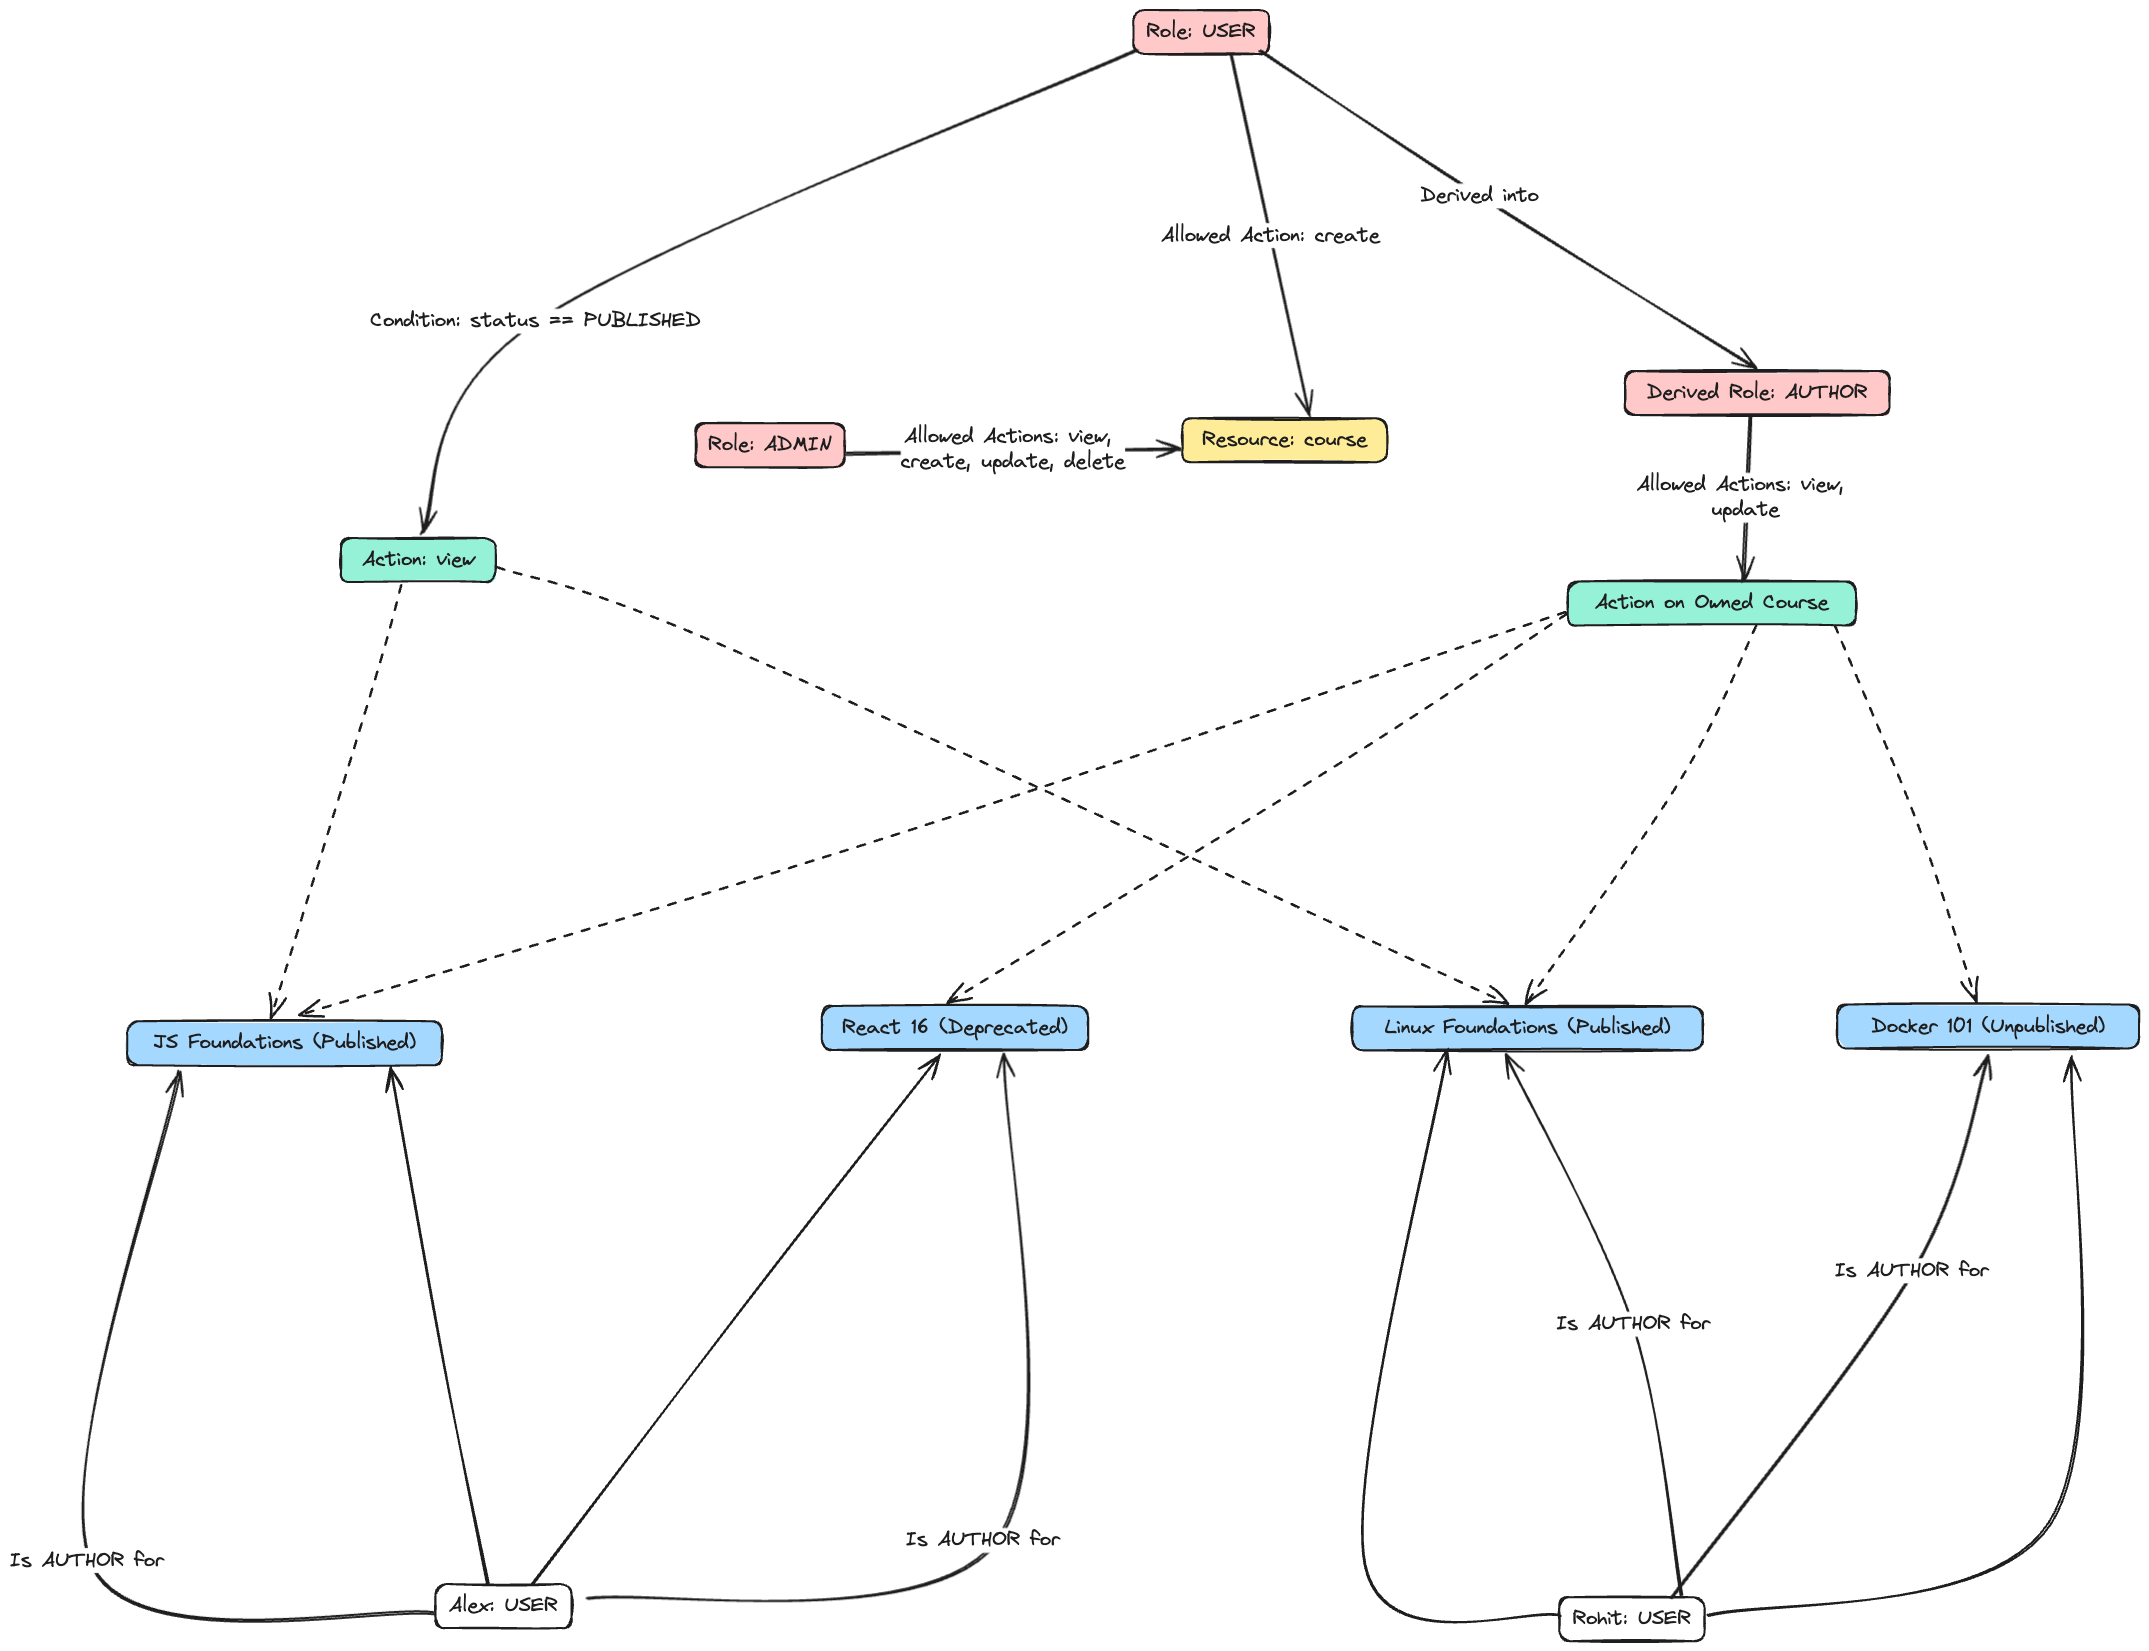 Role: USER
Derived into
Allowed Action: create
Condition: status == PUBLISHED
Derived Role: AUTHOR
Role: ADMIN
Allowed Actions: view,
create, update, delete
Resource: course
Allowed Actions: view,
update
Action: view
Action on Owned Course
JS Foundations (Published)
React 16 (Deprecated)
Linux Foundations (Published)
Docker 101 (Unpublished)
Is AUTHOR for
Is AUTHOR for
Is AUTHOR for
Is AUTHOR for
Alex: USER
Rohit: USER